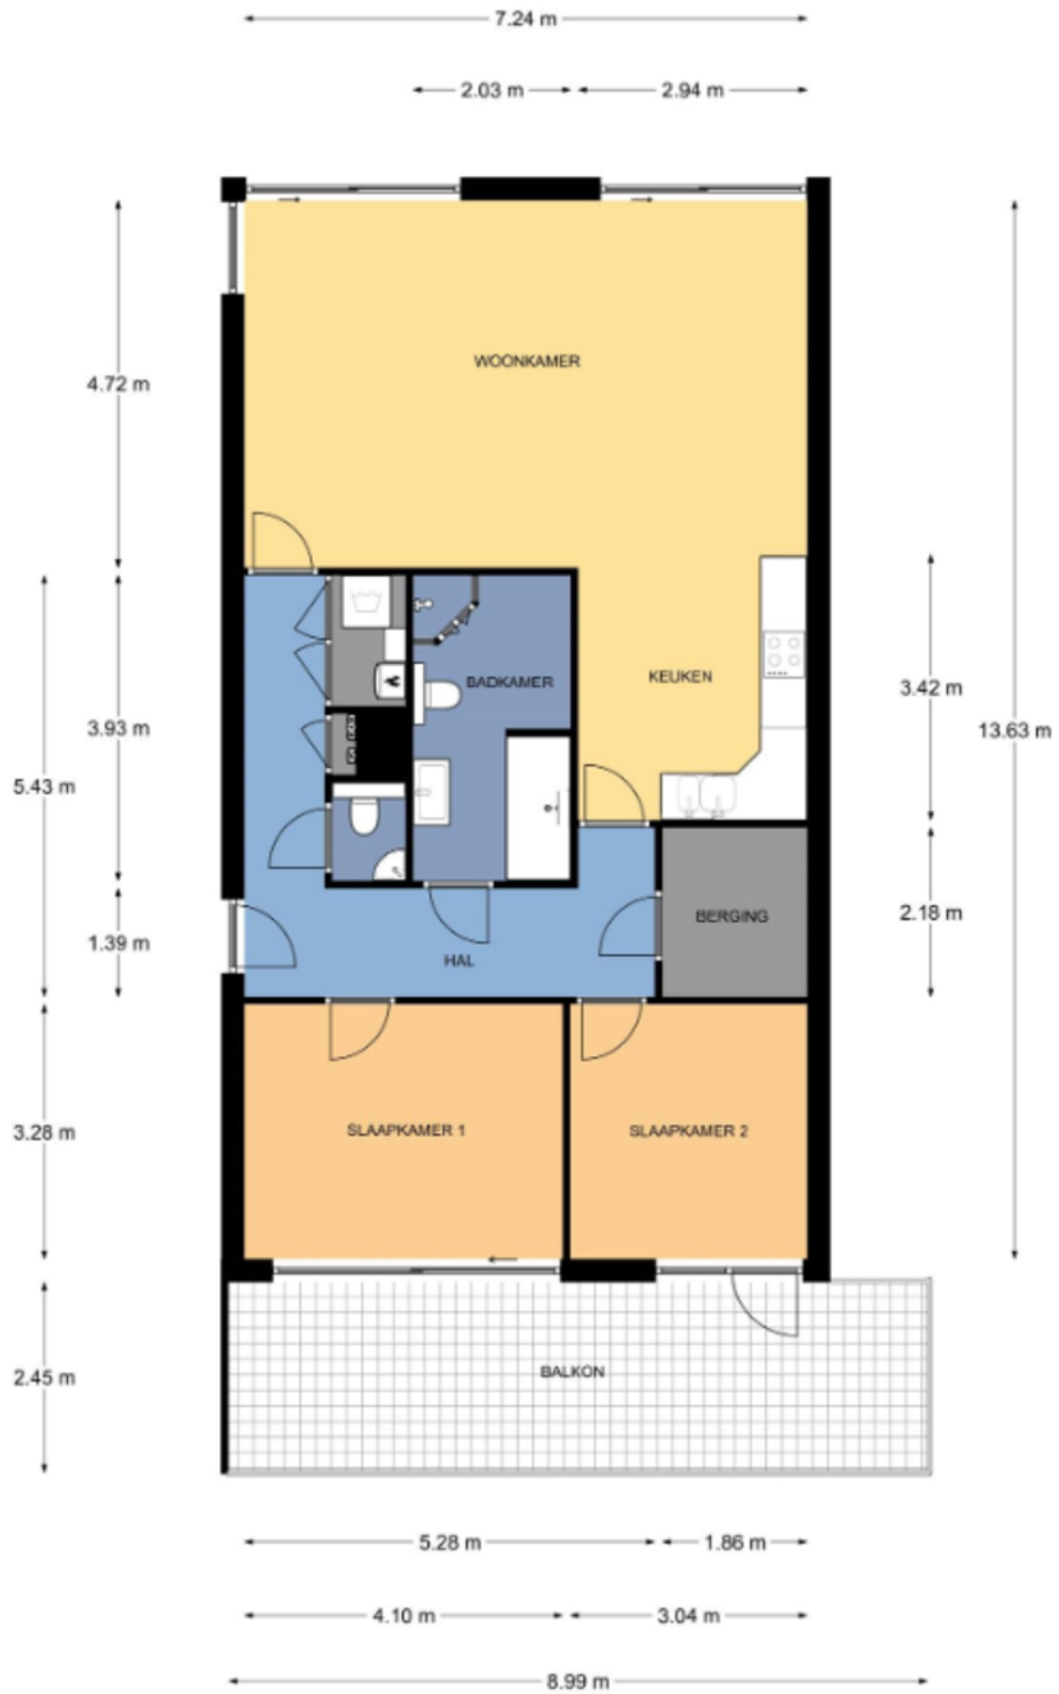 7.24 m
2.03 m
2.94 m
WOONKAMER
4.72 m
KEUKEN
BADKAMER
3.42 m
3.93 m
13.63 m
5.43 m
BERGING
2.18 m
1.39 m
HAL
SLAAPKAMER 1
SLAAPKAMER 2
3.28 m
BALKON
2.45 m
5.28 m
1.86 m
4.10 m
3.04 m
8.99 m